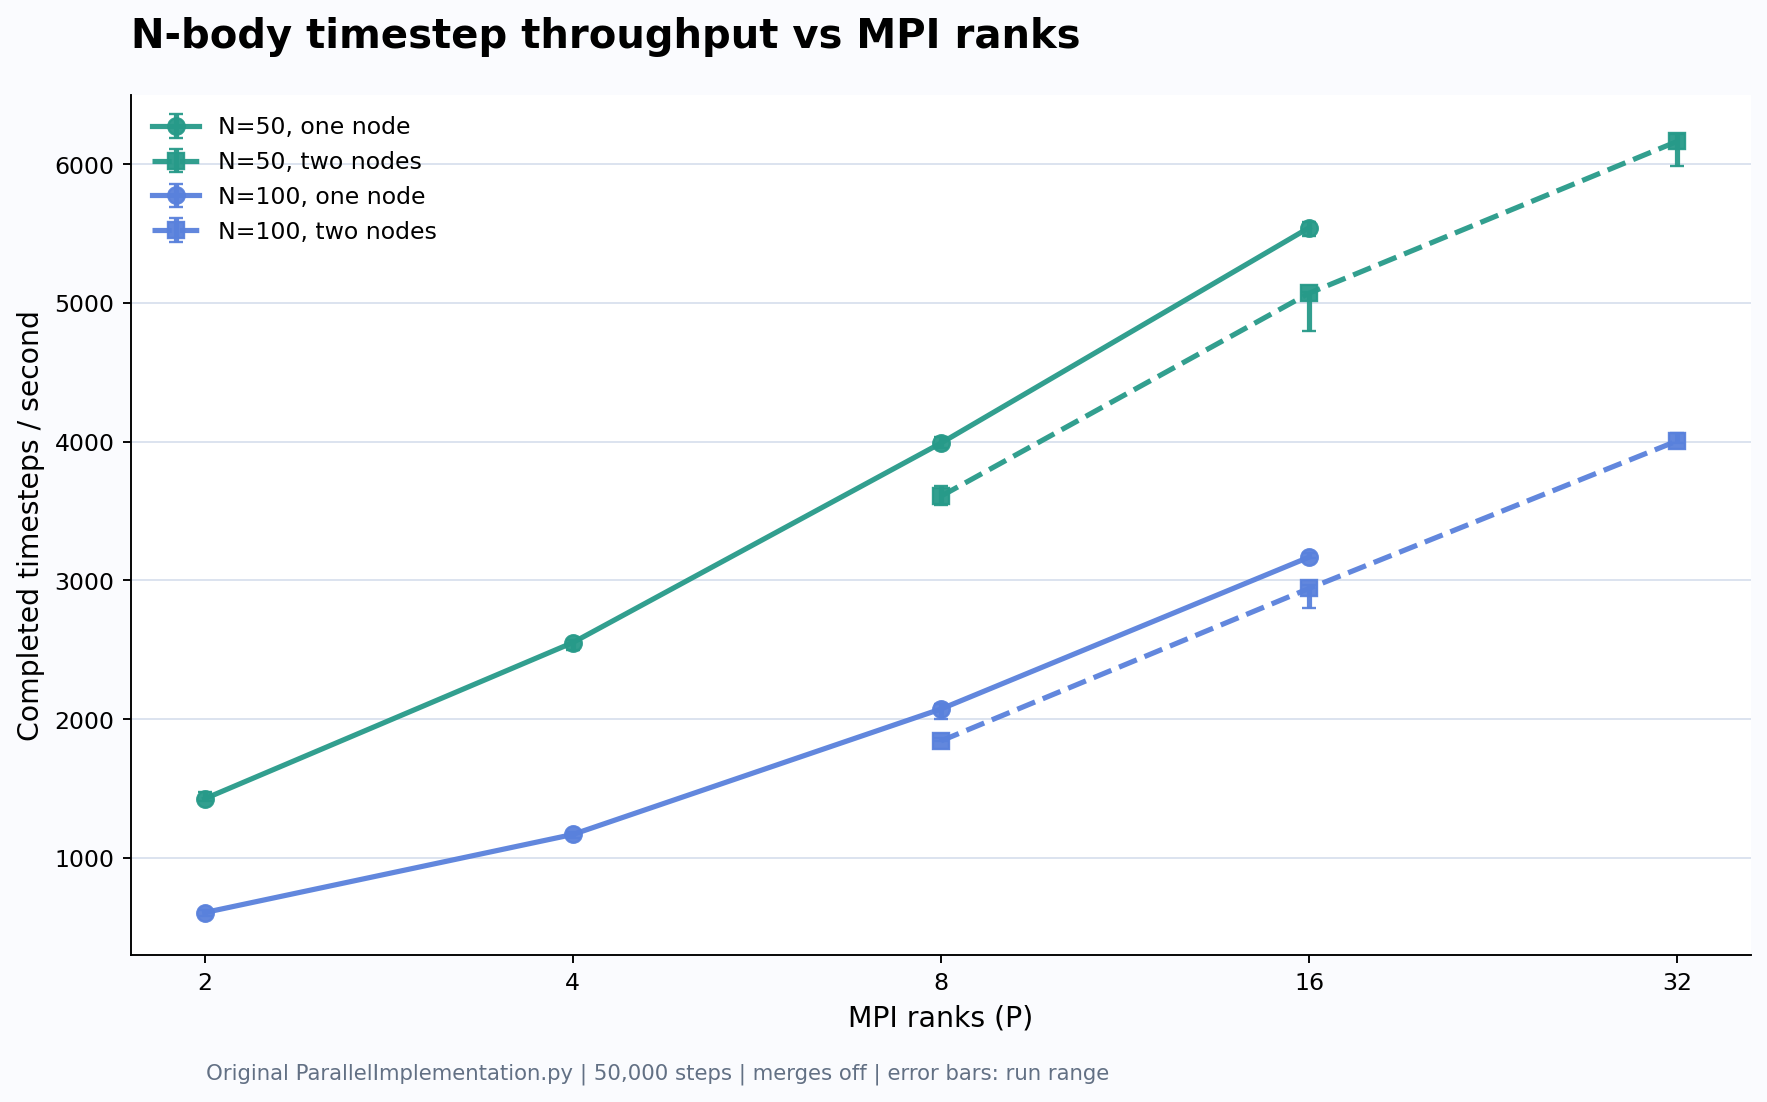 N-body timestep throughput vs MPI ranks
N=50, one node
N=50, two nodes
N=100, one node
N=100, two nodes
Completed timesteps / second
6000
5000
4000
3000
2000
1000
2 4 8 16 32
MPI ranks (P)
Original ParallelImplementation.py | 50,000 steps | merges off | error bars: run range